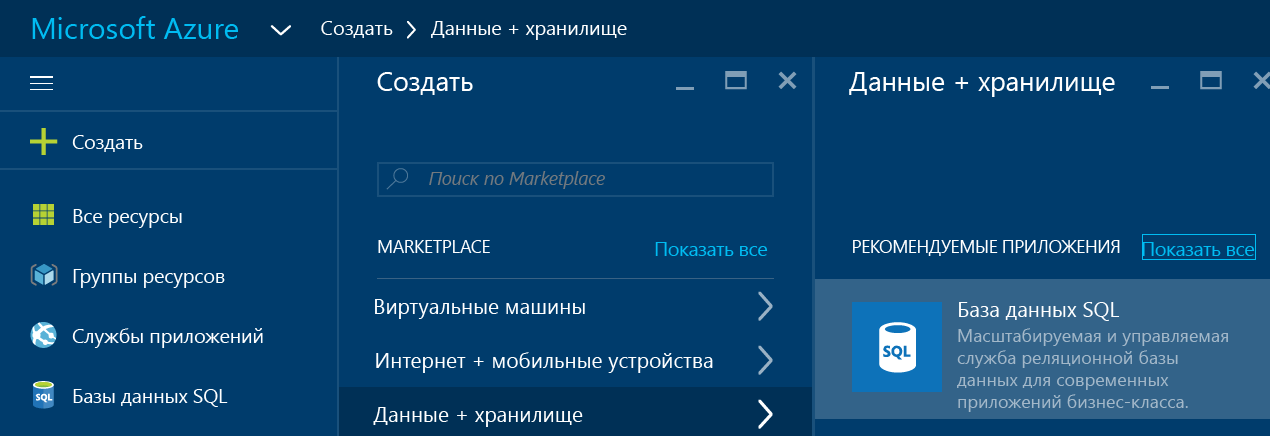 Microsoft Azure
Создать
Данные + хранилище
Создать
Все ресурсы
Группы ресурсов
Службы приложений
Базы данных SQL
Создать
Поиск по Marketplace
MARKETPLACE
Показать все
Виртуальные машины
Интернет + мобильные устройства
Данные + хранилище
Данные + хранилище
РЕКОМЕНДУЕМЫЕ ПРИЛОЖЕНИЯ
Показать все
SQL
База данных SQL
Масштабируемая и управляемая
служба реляционной базы
данных для современных
приложений бизнес-класса.